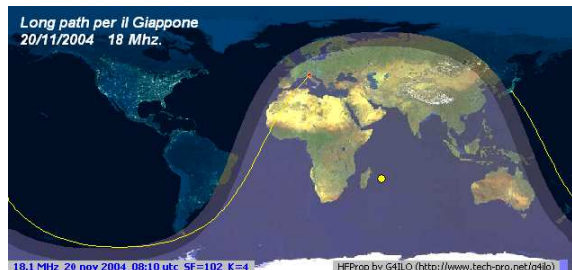 Long path per il Giappone
20/11/2004 18 Mhz.
18.1 MHz 20 nov 2004 08:10 utc SF=102 K=4
HFProp by G4ILO (http://www.tech-pro.net/g4ilo)